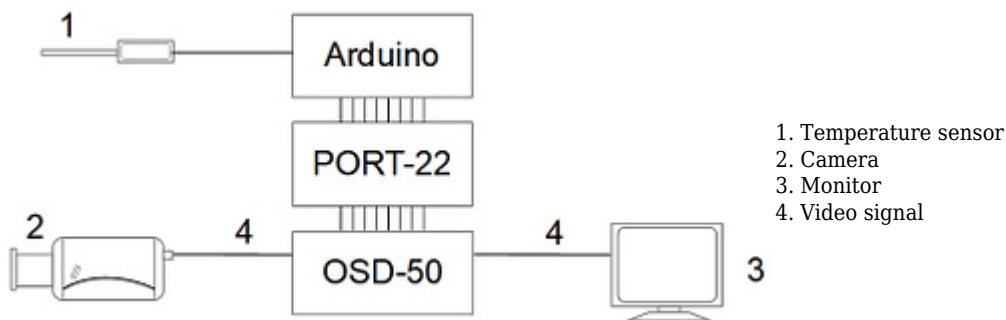 1
Arduino
PORT-22
2
4
OSD-50
4
3
1. Temperature sensor
2. Camera
3. Monitor
4. Video signal